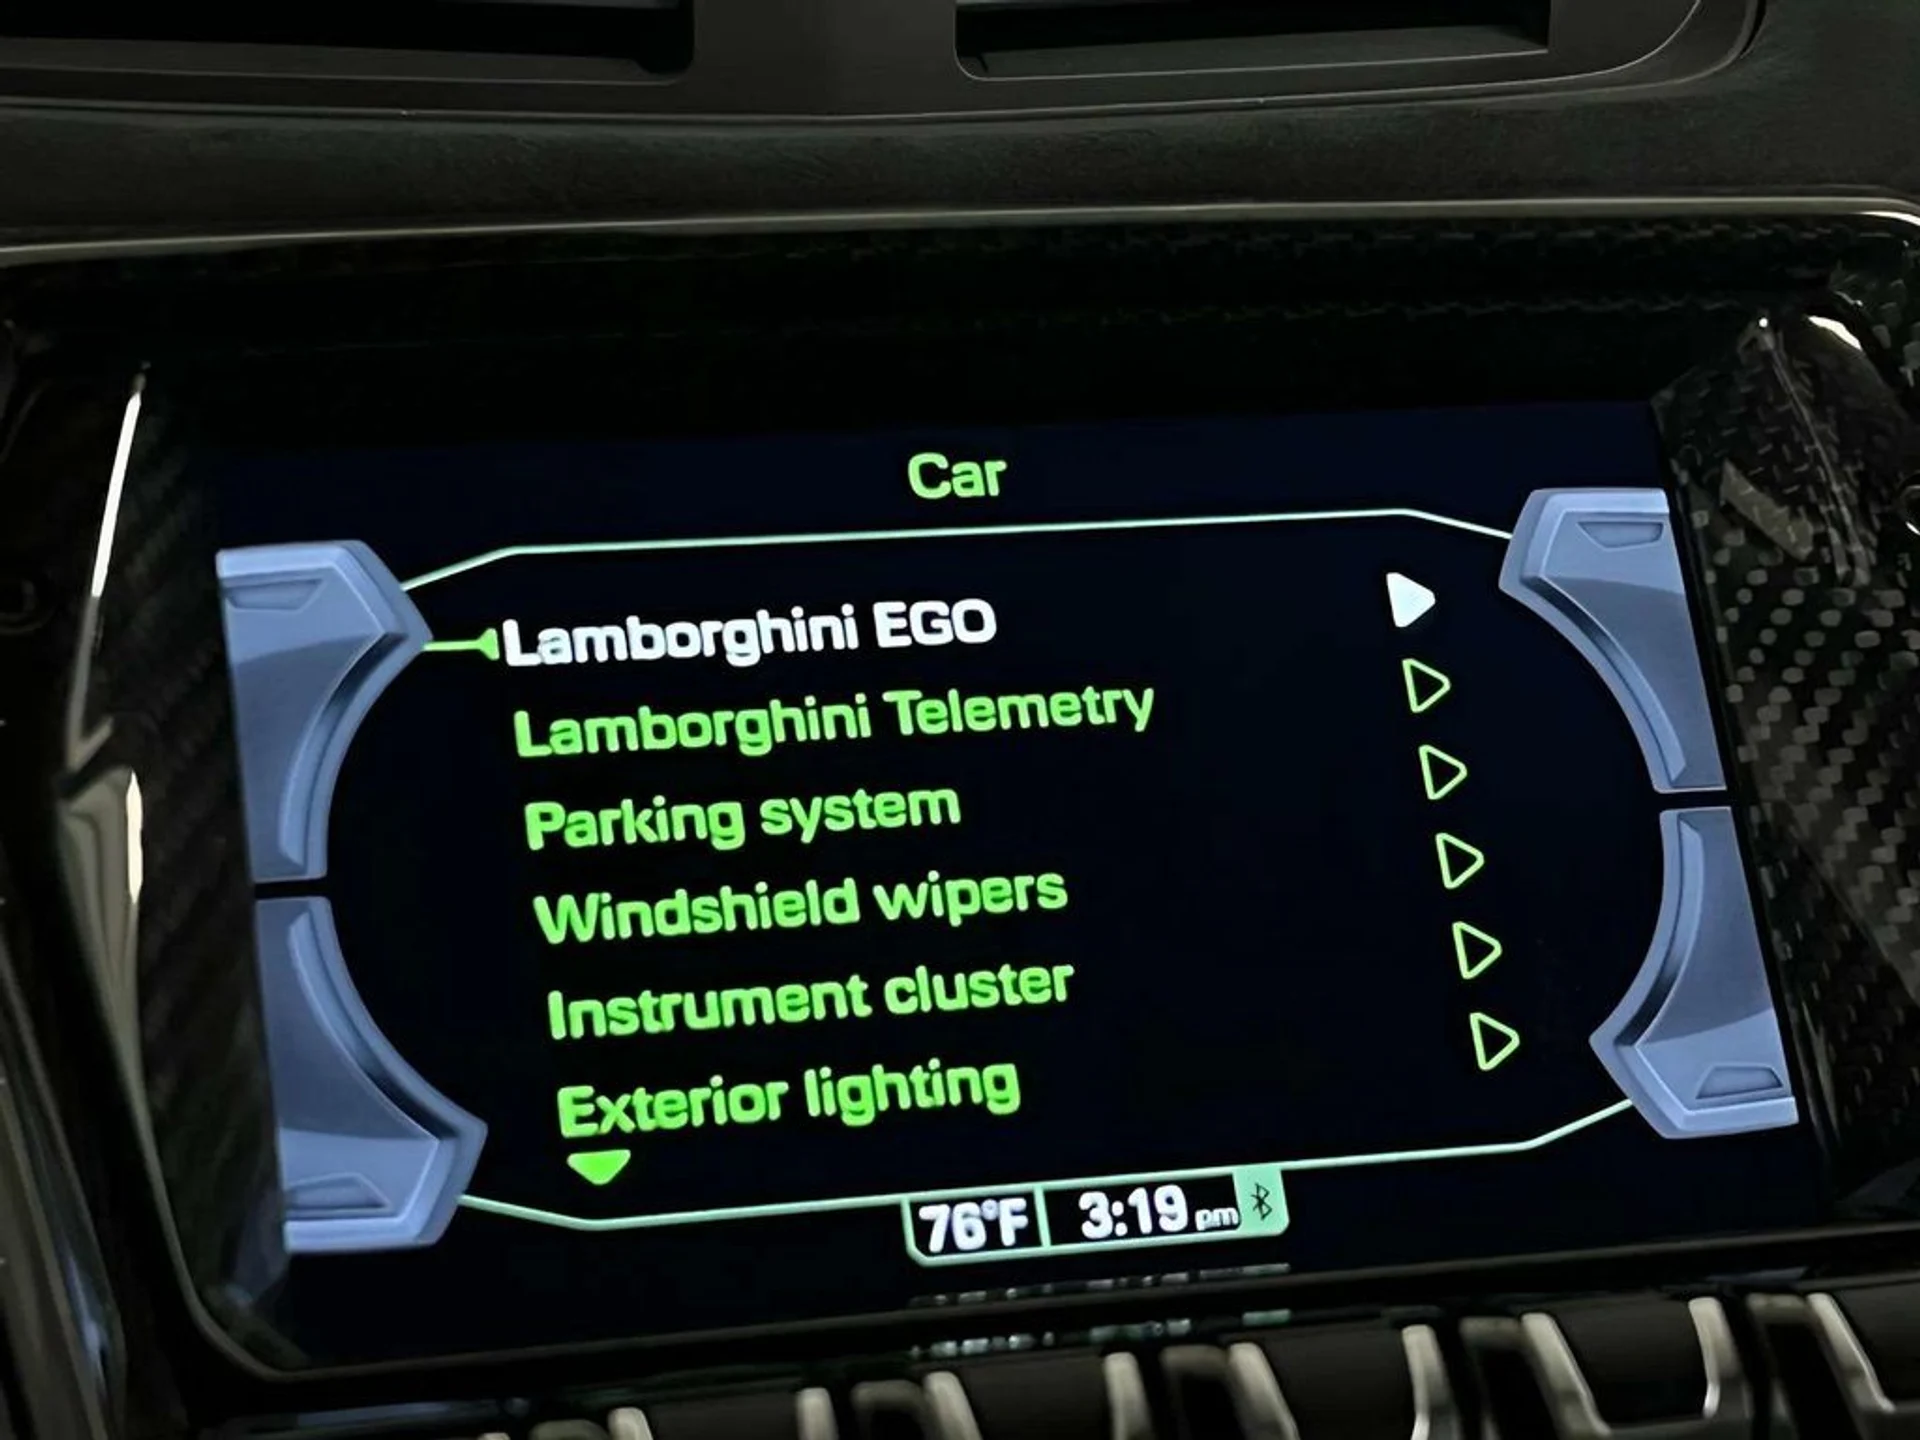 Car
Lamborghini EGO
Lamborghini Telemetry
Parking system
Windshield wipers
Instrument cluster
Exterior lighting
76°F 3:19 pm